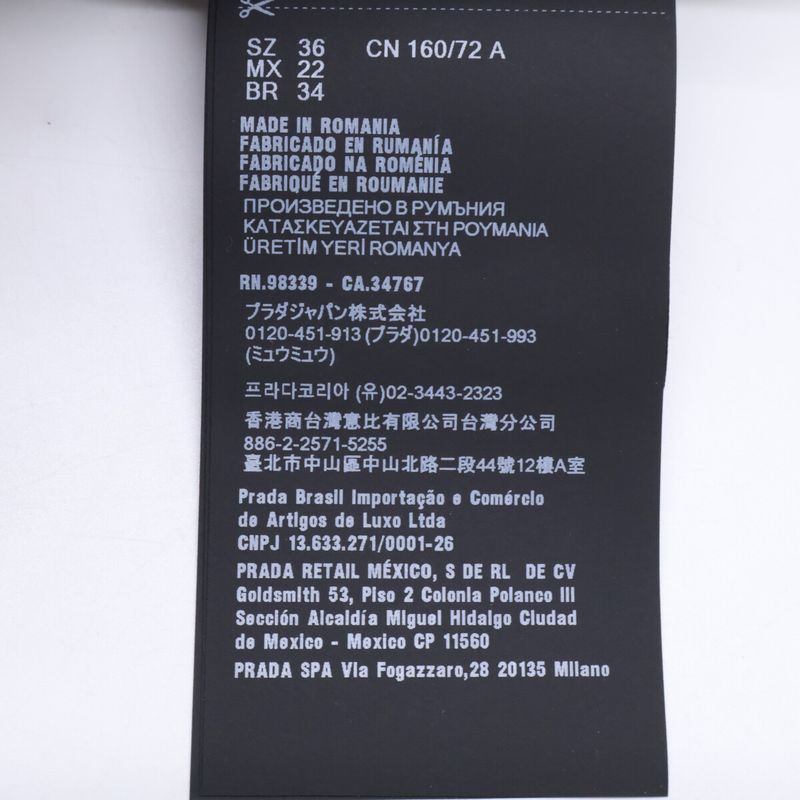 SZ 36 CN 160/72 A
MX 22
BR 34
MADE IN ROMANIA
FABRICADO EN RUMANÍA
FABRICADO NA ROMÉNIA
FABRIQUÉ EN ROUMANIE
ПРОИЗВЕДЕНО В РУМЪНИЯ
ΚΑΤΑΣΚΕΥΑΖΕΤΑΙ ΣΤΗ ΡΟΥΜΑΝΙΑ
ÜRETİM YERİ ROMANYA
RN.98339 - CA.34767
プラダジャパン株式会社
0120-451-913 (プラダ)0120-451-993
(ミュウミュウ)
프라다코리아 (유)02-3443-2323
香港商台灣意比有限公司台灣分公司
886-2-2571-5255
臺北市中山區中山北路二段44號12樓A室
Prada Brasil Importação e Comércio
de Artigos de Luxo Ltda
CNPJ 13.633.271/0001-26
PRADA RETAIL MÉXICO, S DE RL DE CV
Goldsmith 53, Piso 2 Colonia Polanco III
Sección Alcaldía Miguel Hidalgo Ciudad
de Mexico - Mexico CP 11560
PRADA SPA Via Fogazzaro,28 20135 Milano